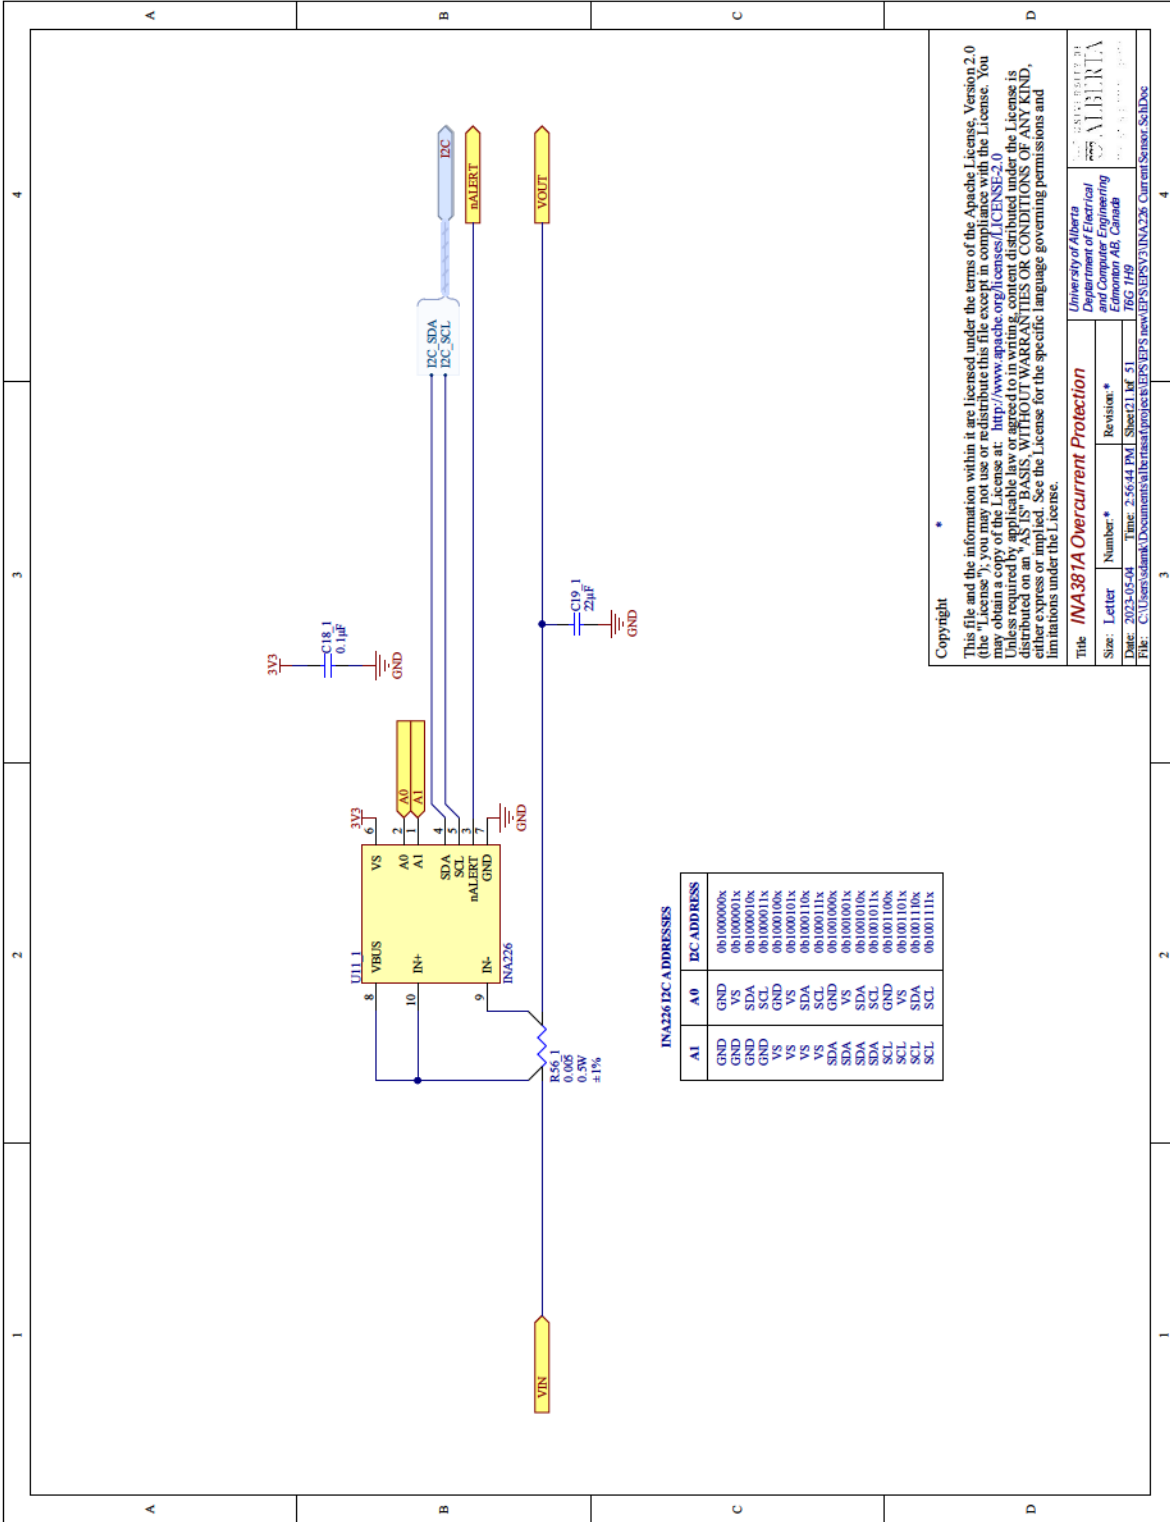 1
2
3
4
A
A
B
B
C
C
D
D
1
2
3
4
U11_1
VBUS
IN+
IN-
8
10
9
VS
A0
A1
SDA
SCL
nALERT
GND
6
2
1
4
5
3
7
INA226
3V3
A0
A1
GND
3V3
C18_1
0.1µF
GND
I2C_SDA
I2C_SCL
I2C
nALERT
VIN
R56_1
0.005
0.5W
±1%
C19_1
22µF
GND
VOUT
INA226 I2C ADDRESSES
A1 A0 I2C ADDRESS
GND GND 0b1000000x
GND VS 0b1000001x
GND SDA 0b1000010x
GND SCL 0b1000011x
VS GND 0b1000100x
VS VS 0b1000101x
VS SDA 0b1000110x
VS SCL 0b1000111x
SDA GND 0b1001000x
SDA VS 0b1001001x
SDA SDA 0b1001010x
SDA SCL 0b1001011x
SCL GND 0b1001100x
SCL VS 0b1001101x
SCL SDA 0b1001110x
SCL SCL 0b1001111x
Copyright *
This file and the information within it are licensed under the terms of the Apache License, Version 2.0
(the "License"); you may not use or redistribute this file except in compliance with the License. You
may obtain a copy of the License at: http://www.apache.org/licenses/LICENSE-2.0
Unless required by applicable law or agreed to in writing, content distributed under the License is
distributed on an "AS IS" BASIS, WITHOUT WARRANTIES OR CONDITIONS OF ANY KIND,
either express or implied. See the License for the specific language governing permissions and
limitations under the License.
Title INA381A Overcurrent Protection
Size: Letter Number:* Revision:*
Date: 2023-05-04 Time: 2:56:44 PM Sheet21.1of 51
File: C:\Users\sdamk\Documents\albertasat\projects\EPS\EPS new\EPS\EPSV3\INA226 Current Sensor.SchDoc
University of Alberta
Deptartment of Electrical
and Computer Engineering
Edmonton AB, Canada
T6G 1H9
UNIVERSITY OF
ALBERTA